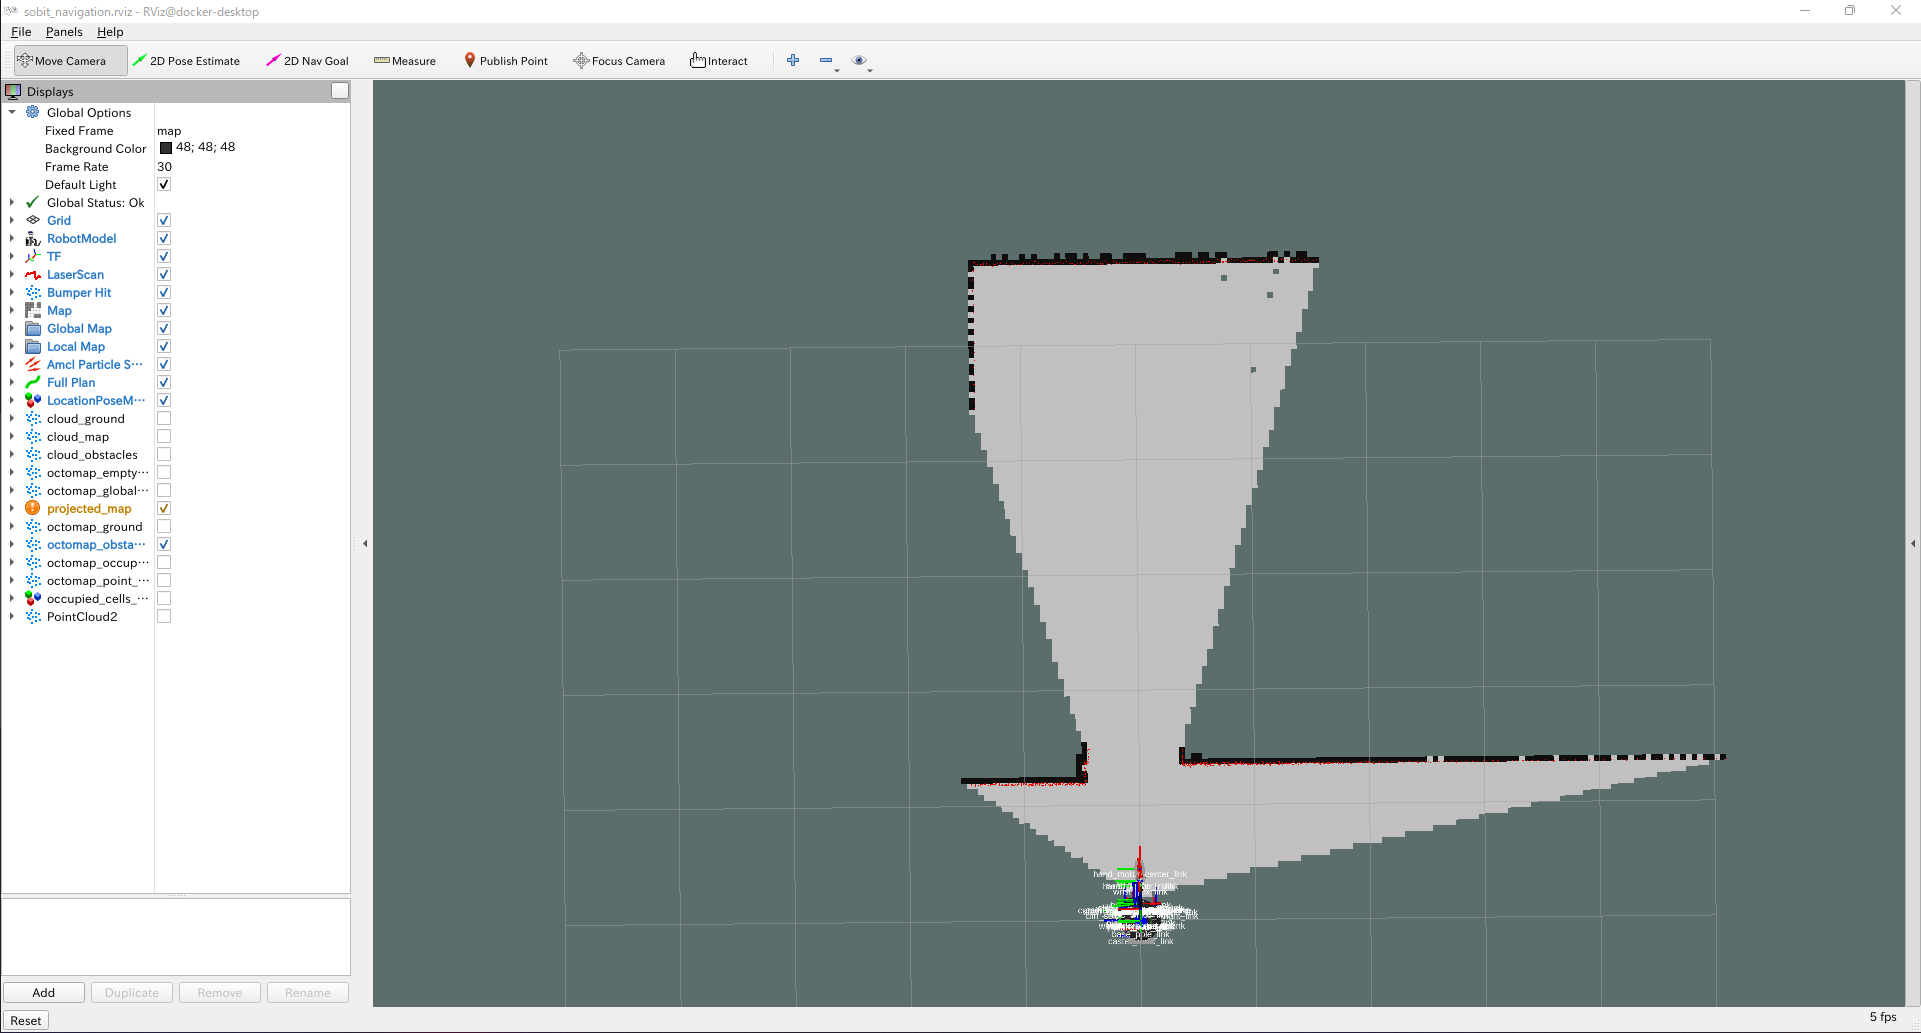 sobit_navigation.rviz - RViz@docker-desktop
File Panels Help
Move Camera 2D Pose Estimate 2D Nav Goal Measure Publish Point Focus Camera Interact
Displays
Global Options
Fixed Frame map
Background Color 48; 48; 48
Frame Rate 30
Default Light
Global Status: Ok
Grid
RobotModel
TF
LaserScan
Bumper Hit
Map
Global Map
Local Map
Amcl Particle S···
Full Plan
LocationPoseM···
cloud_ground
cloud_map
cloud_obstacles
octomap_empty···
octomap_global···
projected_map
octomap_ground
octomap_obsta···
octomap_occup···
octomap_point_···
occupied_cells_···
PointCloud2
Add Duplicate Remove Rename
Reset
5 fps